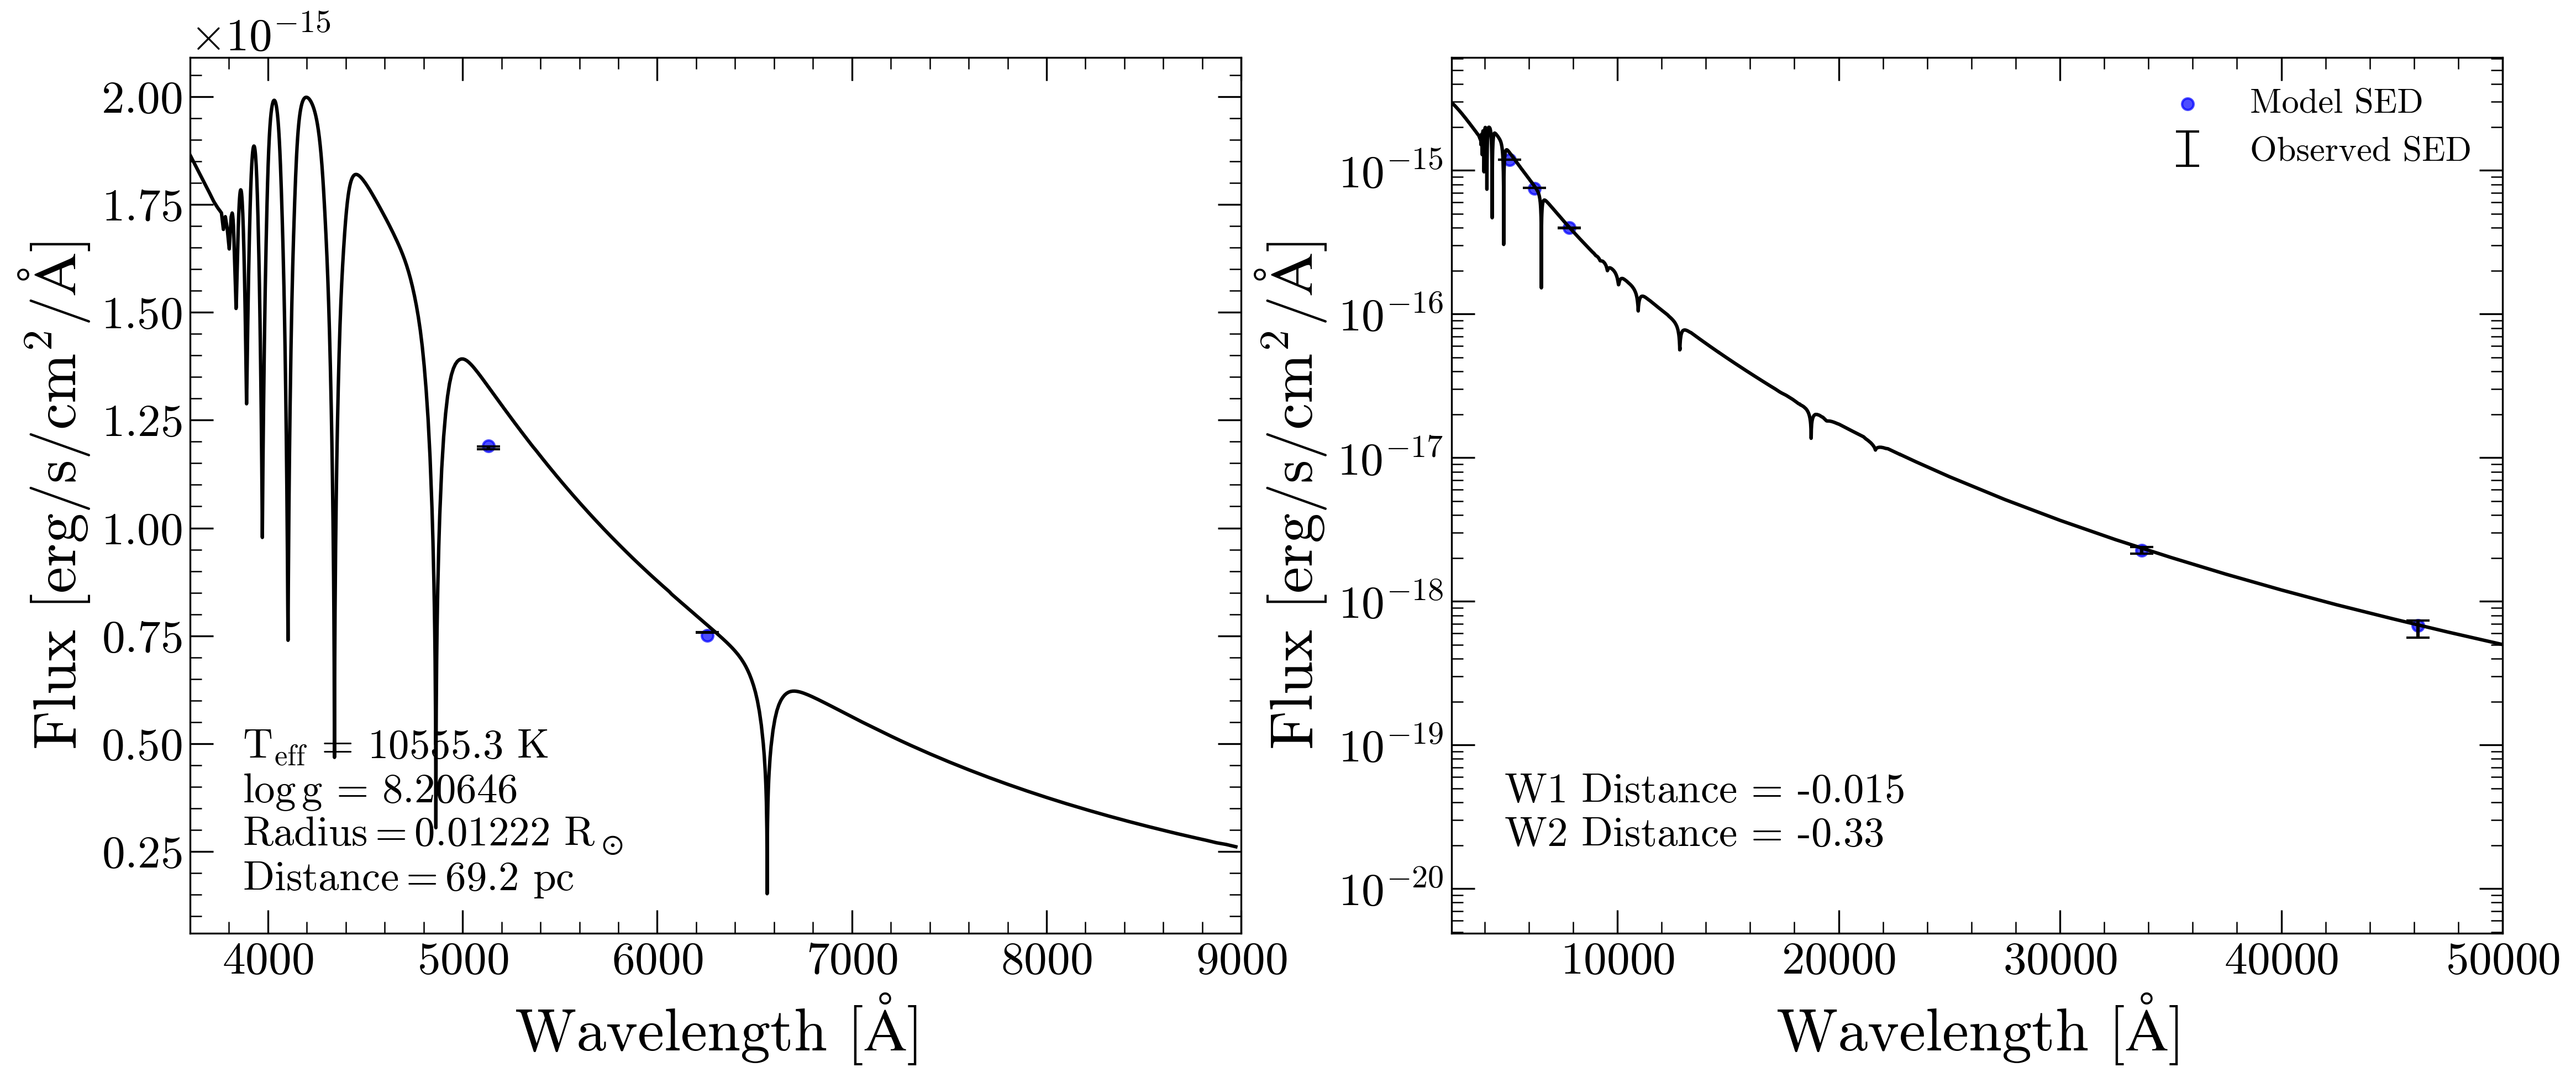 ×10⁻¹⁵
2.00
1.75
1.50
1.25
1.00
0.75
0.50
0.25
Flux [erg/s/cm²/Å]
T_eff = 10555.3 K
log g = 8.20646
Radius = 0.01222 R_⊙
Distance = 69.2 pc
4000 5000 6000 7000 8000 9000
Wavelength [Å]
10⁻¹⁵
10⁻¹⁶
10⁻¹⁷
10⁻¹⁸
10⁻¹⁹
10⁻²⁰
Flux [erg/s/cm²/Å]
Model SED
Observed SED
W1 Distance = -0.015
W2 Distance = -0.33
10000 20000 30000 40000 50000
Wavelength [Å]